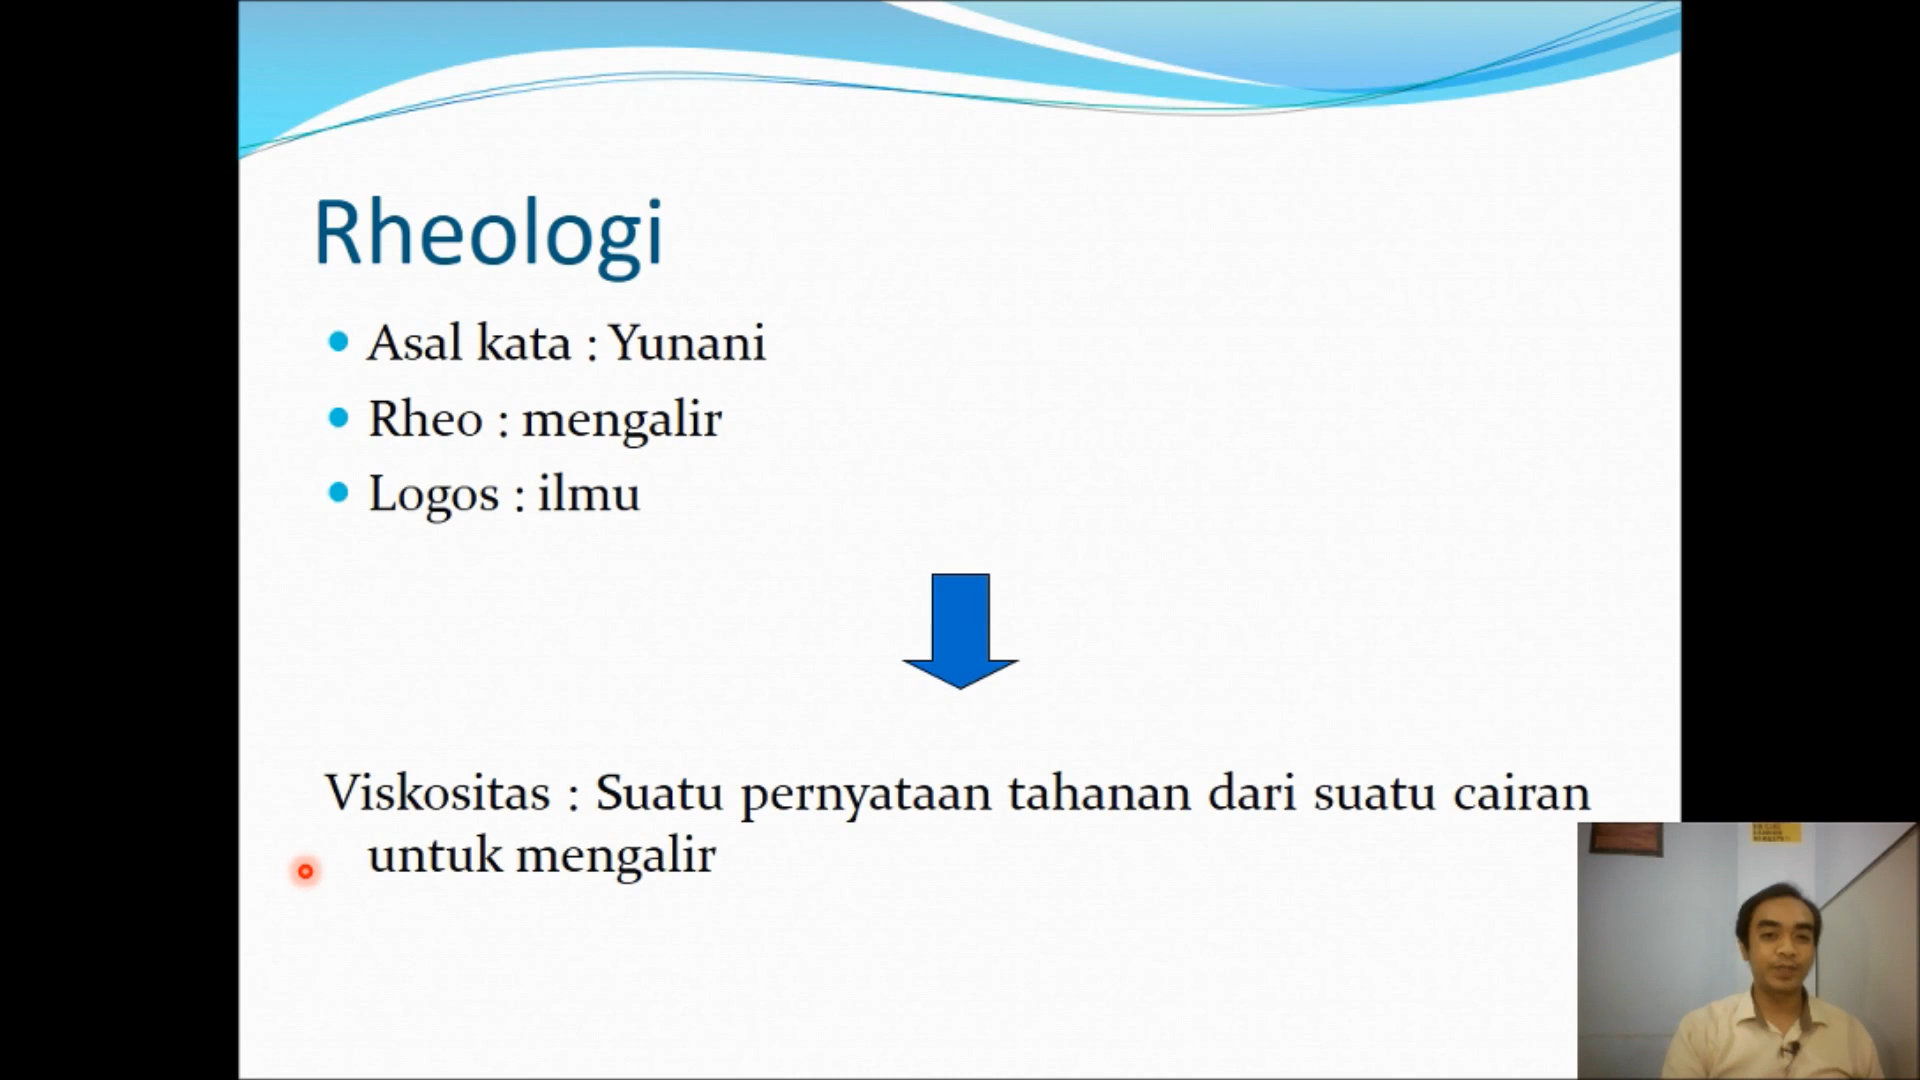 Rheologi
Asal kata : Yunani
Rheo : mengalir
Logos : ilmu
Viskositas : Suatu pernyataan tahanan dari suatu cairan
untuk mengalir